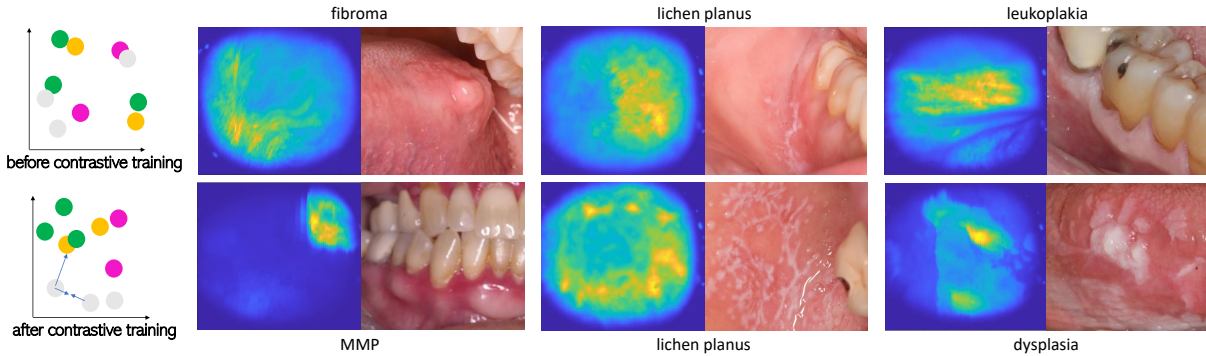 fibroma
lichen planus
leukoplakia
before contrastive training
after contrastive training
MMP
lichen planus
dysplasia